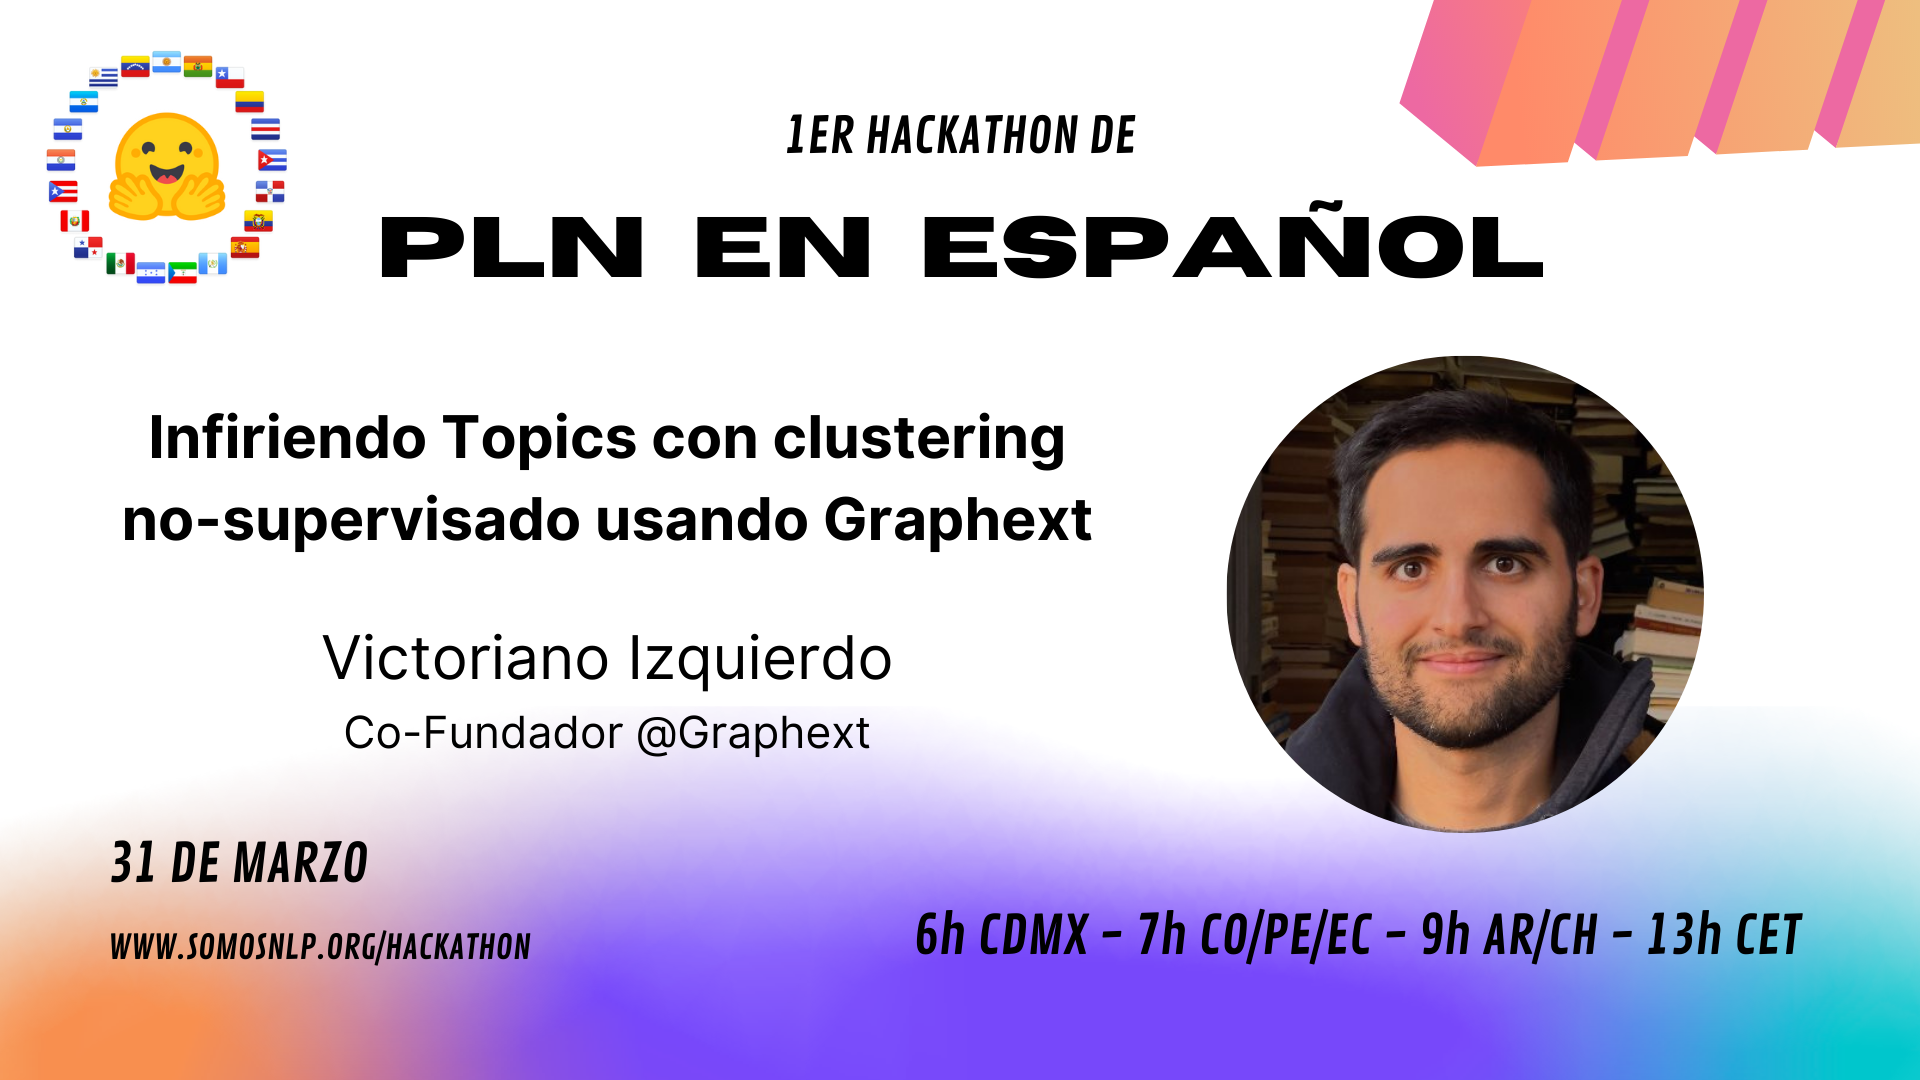 1ER HACKATHON DE
PLN EN ESPAÑOL
Infiriendo Topics con clustering
no-supervisado usando Graphext
Victoriano Izquierdo
Co-Fundador @Graphext
31 DE MARZO
WWW.SOMOSNLP.ORG/HACKATHON
6h CDMX - 7h CO/PE/EC - 9h AR/CH - 13h CET